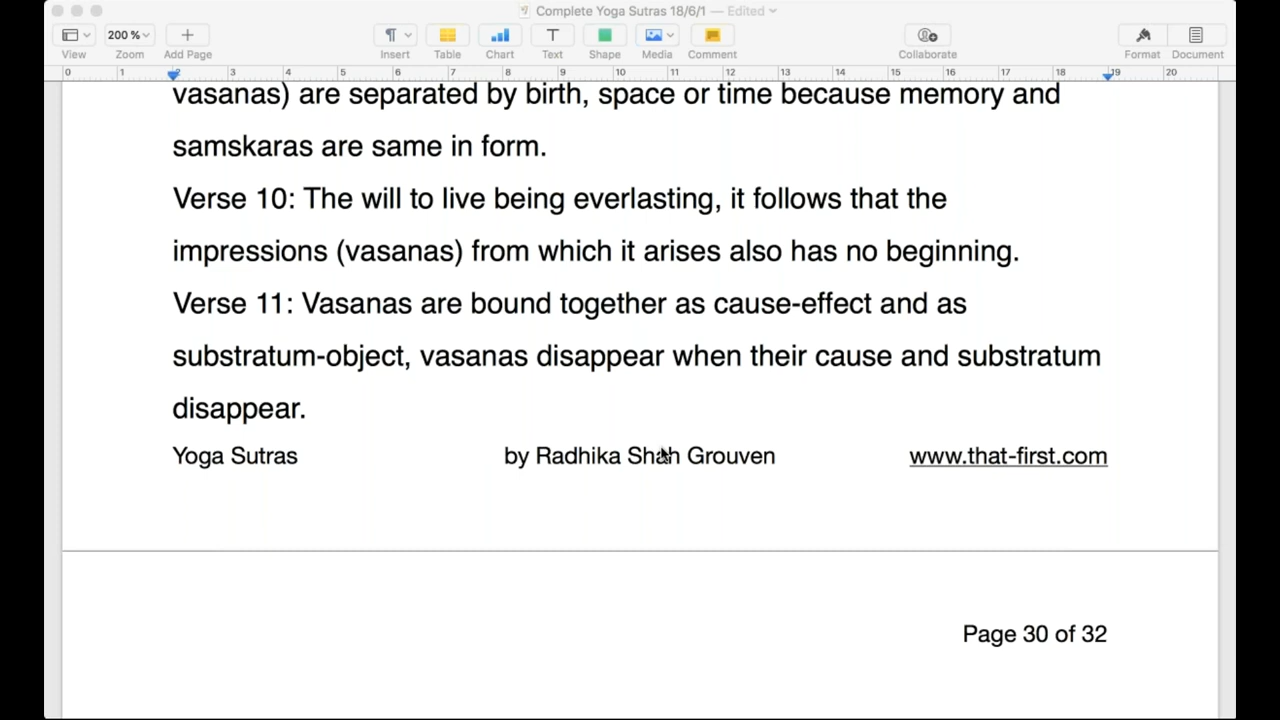 Complete Yoga Sutras 18/6/1 — Edited
200 %
View Zoom Add Page Insert Table Chart Text Shape Media Comment Collaborate Format Document
0 1 2 3 4 5 6 7 8 9 10 11 12 13 14 15 16 17 18 19 20
vasanas) are separated by birth, space or time because memory and
samskaras are same in form.
Verse 10: The will to live being everlasting, it follows that the
impressions (vasanas) from which it arises also has no beginning.
Verse 11: Vasanas are bound together as cause-effect and as
substratum-object, vasanas disappear when their cause and substratum
disappear.
Yoga Sutras by Radhika Shah Grouven www.that-first.com
Page 30 of 32